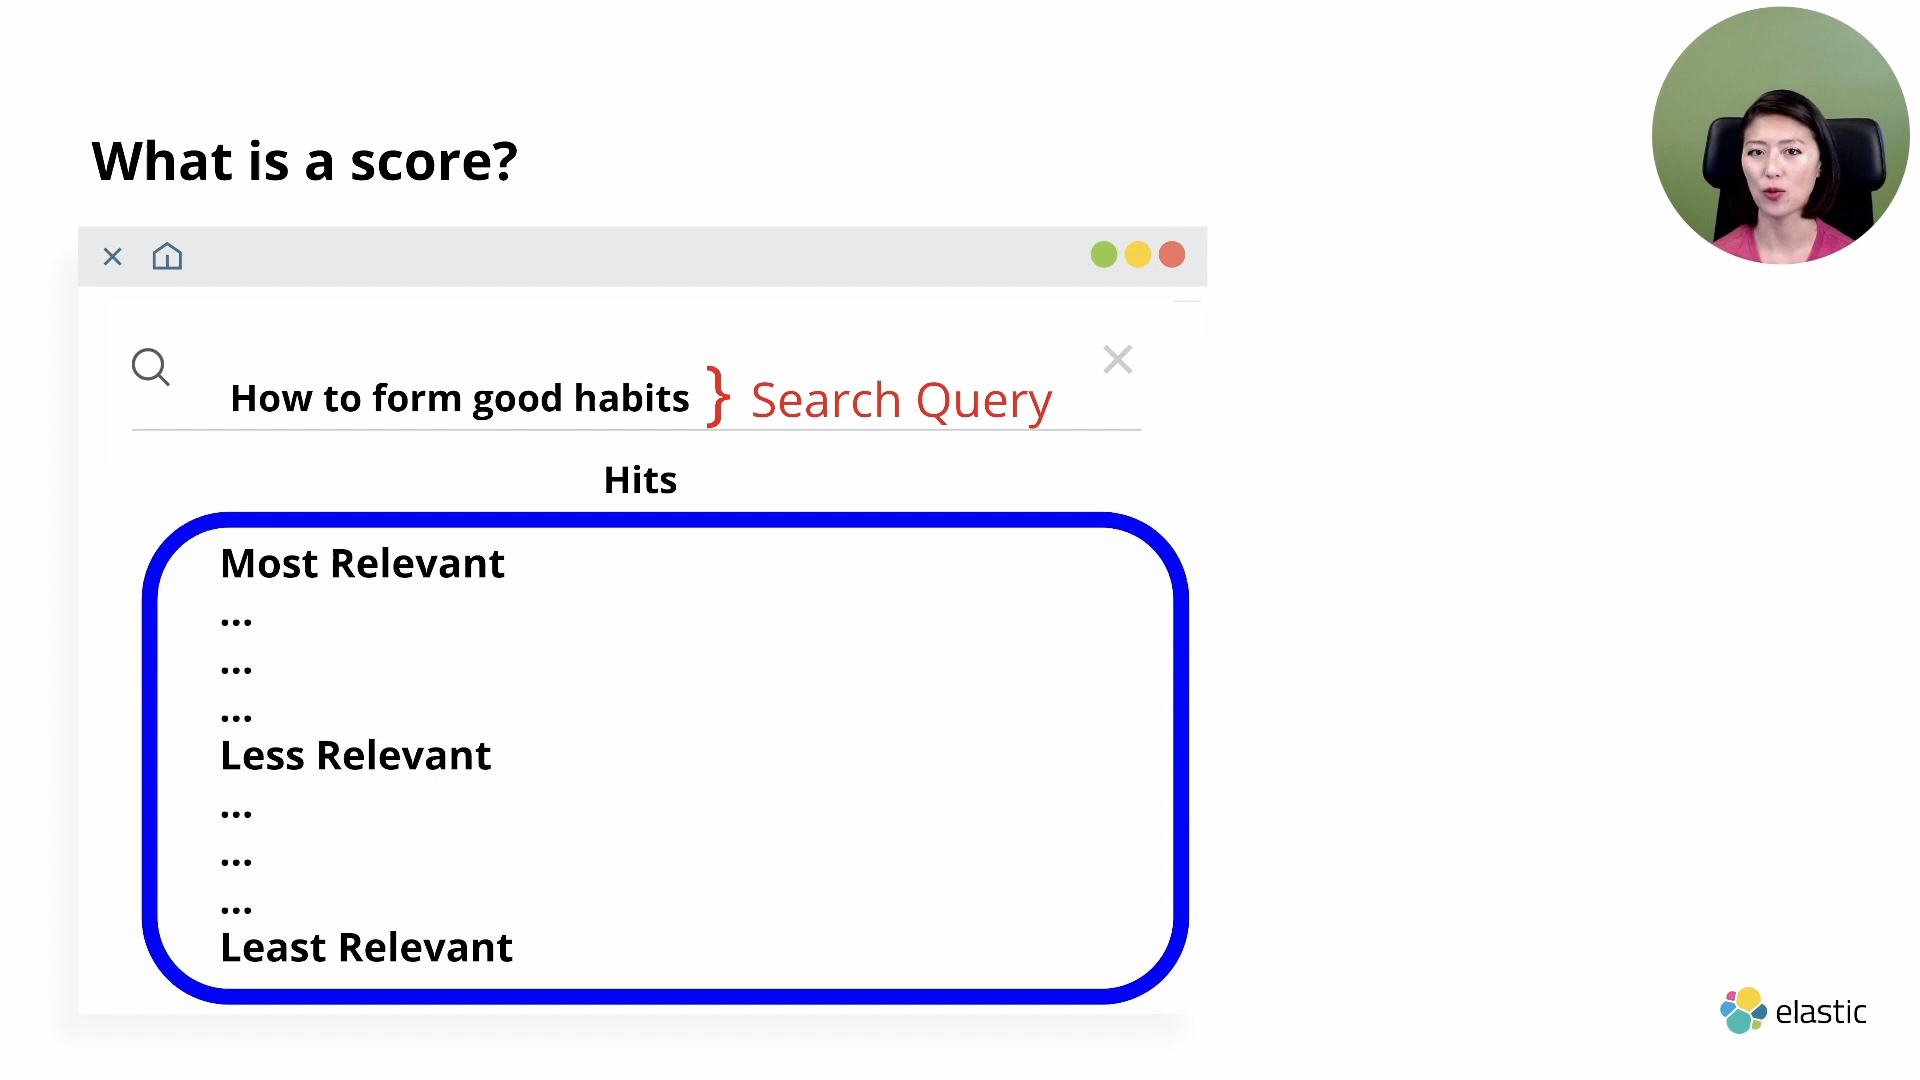 What is a score?
How to form good habits } Search Query
Hits
Most Relevant
...
...
...
Less Relevant
...
...
...
Least Relevant
elastic